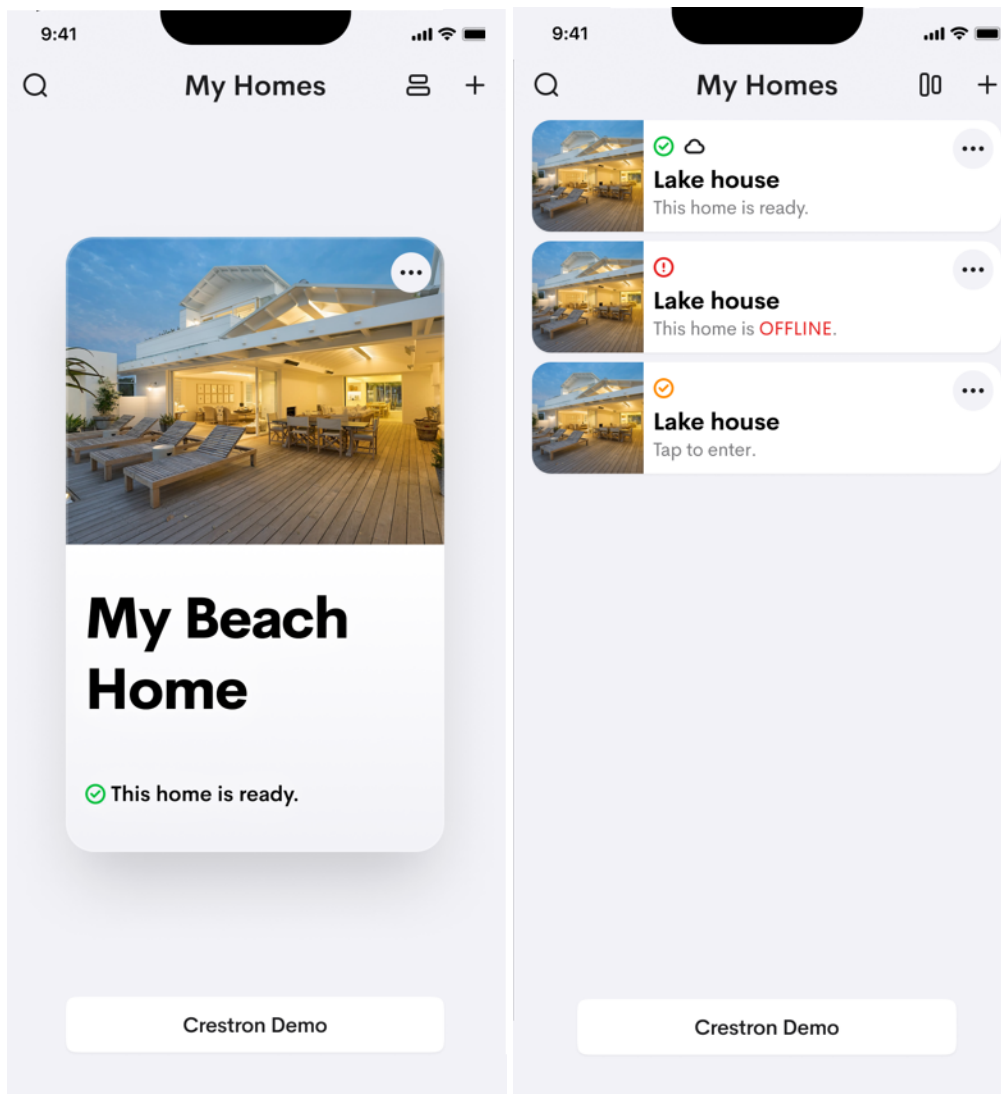 9:41
My Homes
My Beach
Home
This home is ready.
Crestron Demo
9:41
My Homes
Lake house
This home is ready.
Lake house
This home is OFFLINE.
Lake house
Tap to enter.
Crestron Demo